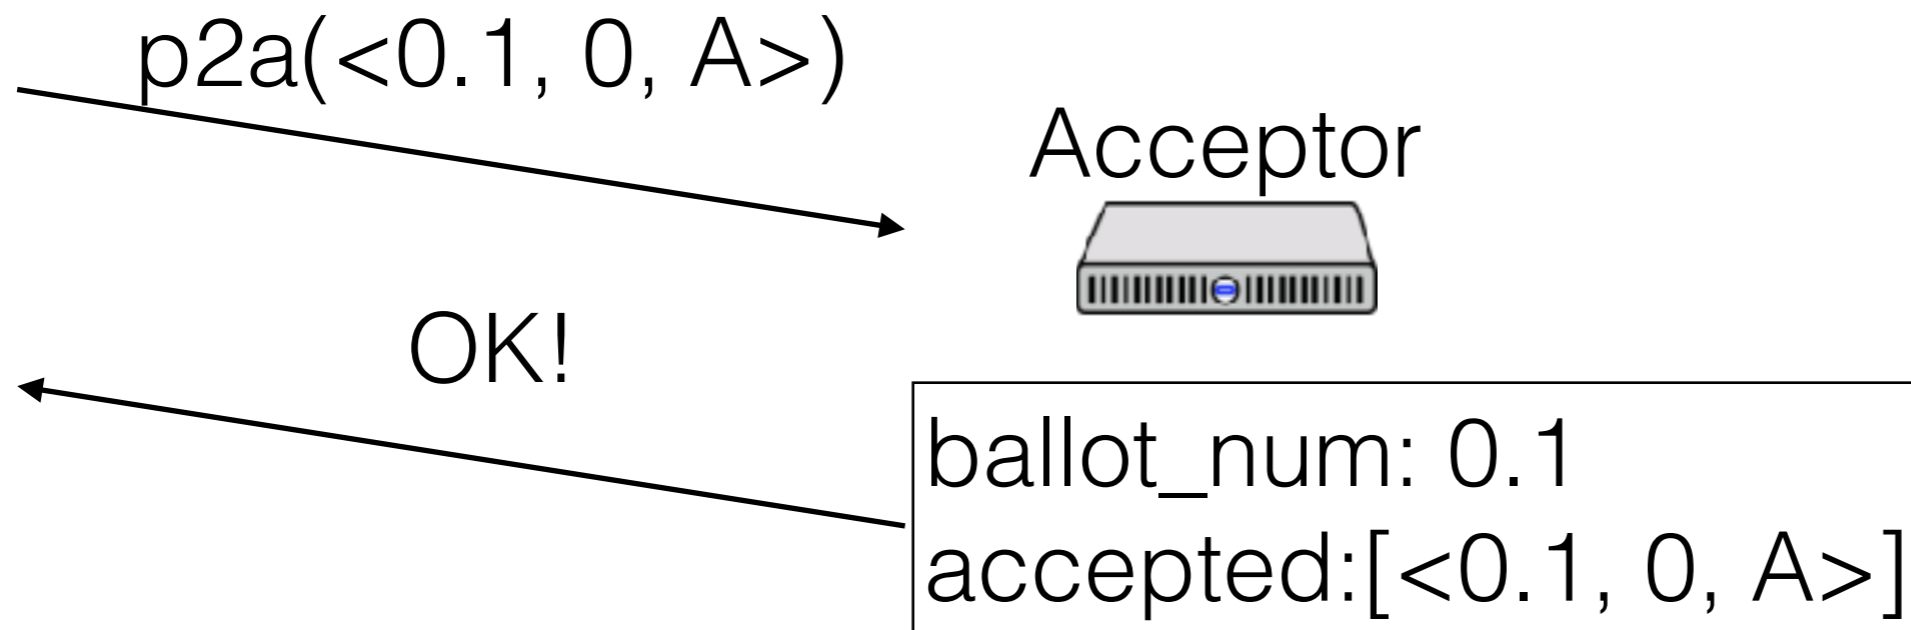 p2a(<0.1, 0, A>)
Acceptor
OK!
ballot_num: 0.1
accepted:[<0.1, 0, A>]